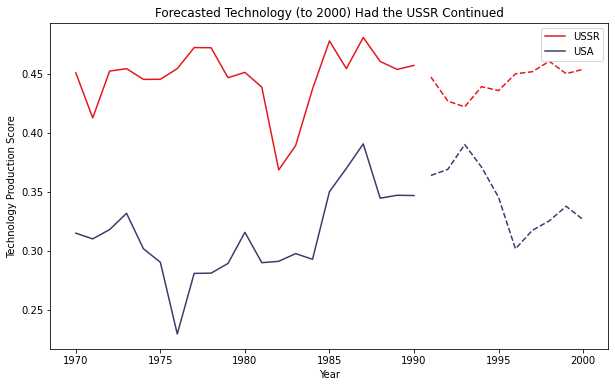 Forecasted Technology (to 2000) Had the USSR Continued
USSR
USA
0.45
0.40
0.35
0.30
0.25
Technology Production Score
1970
1975
1980
1985
1990
1995
2000
Year